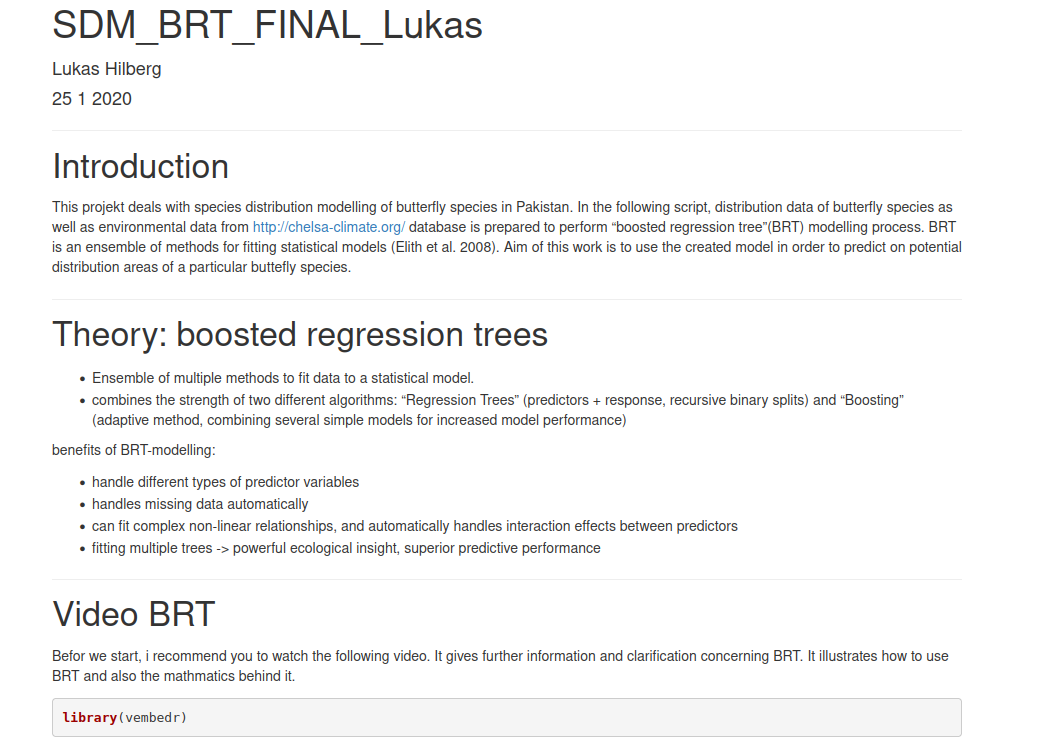 SDM_BRT_FINAL_Lukas
Lukas Hilberg
25 1 2020
Introduction
This projekt deals with species distribution modelling of butterfly species in Pakistan. In the following script, distribution data of butterfly species as
well as environmental data from http://chelsa-climate.org/ database is prepared to perform “boosted regression tree”(BRT) modelling process. BRT
is an ensemble of methods for fitting statistical models (Elith et al. 2008). Aim of this work is to use the created model in order to predict on potential
distribution areas of a particular buttefly species.
Theory: boosted regression trees
• Ensemble of multiple methods to fit data to a statistical model.
• combines the strength of two different algorithms: “Regression Trees” (predictors + response, recursive binary splits) and “Boosting”
(adaptive method, combining several simple models for increased model performance)
benefits of BRT-modelling:
• handle different types of predictor variables
• handles missing data automatically
• can fit complex non-linear relationships, and automatically handles interaction effects between predictors
• fitting multiple trees -> powerful ecological insight, superior predictive performance
Video BRT
Befor we start, i recommend you to watch the following video. It gives further information and clarification concerning BRT. It illustrates how to use
BRT and also the mathmatics behind it.
library(vembedr)